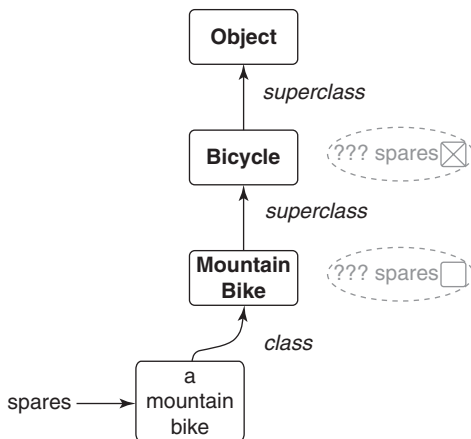 Object
superclass
Bicycle
??? spares
superclass
Mountain
Bike
??? spares
class
a
mountain
bike
spares